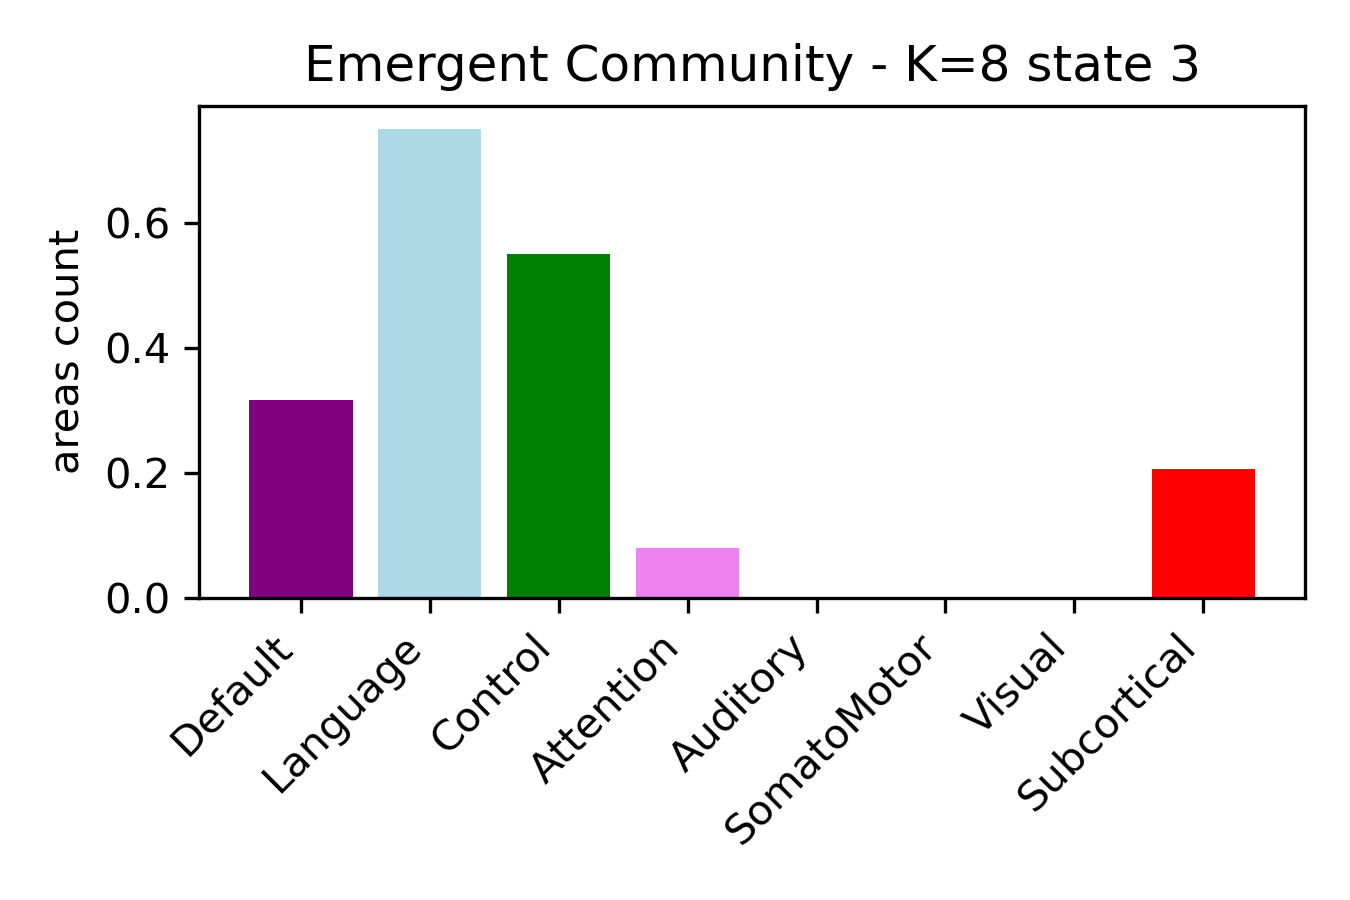 Emergent Community - K=8 state 3
areas count
0.6
0.4
0.2
0.0
Default
Language
Control
Attention
Auditory
SomatoMotor
Visual
Subcortical